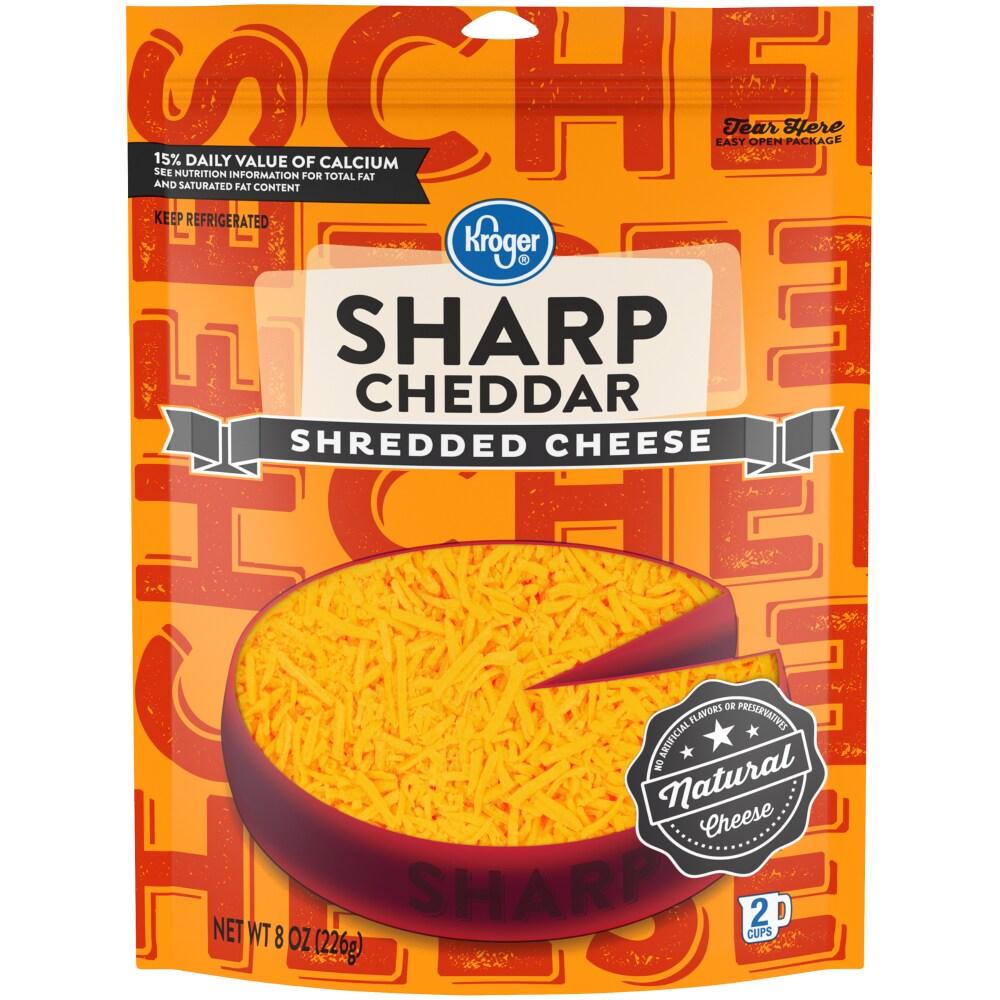 15% DAILY VALUE OF CALCIUM
SEE NUTRITION INFORMATION FOR TOTAL FAT
AND SATURATED FAT CONTENT
KEEP REFRIGERATED
Tear Here
EASY OPEN PACKAGE
Kroger®
SHARP
CHEDDAR
SHREDDED CHEESE
NO ARTIFICIAL FLAVORS OR PRESERVATIVES
Natural
Cheese
SHARP
NET WT 8 OZ (226g)
2
CUPS